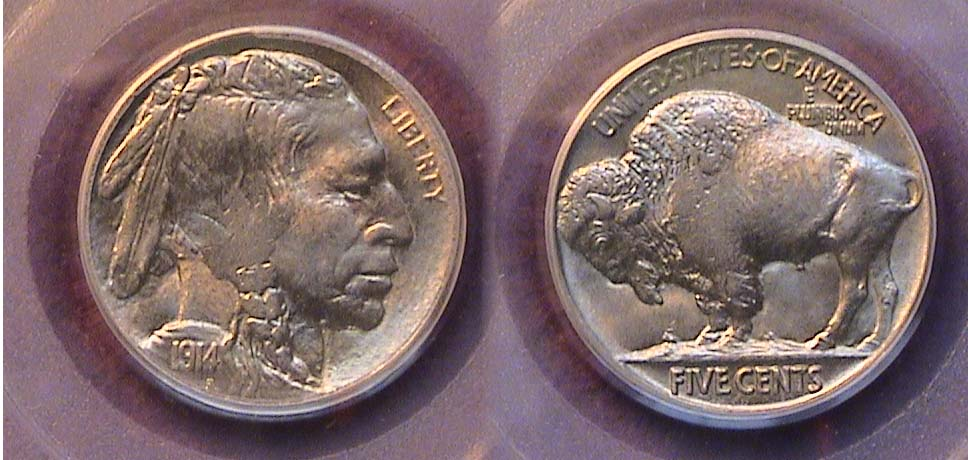 LIBERTY
1914
F
UNITED·STATES·OF·AMERICA
E
PLURIBUS
UNUM
FIVE CENTS